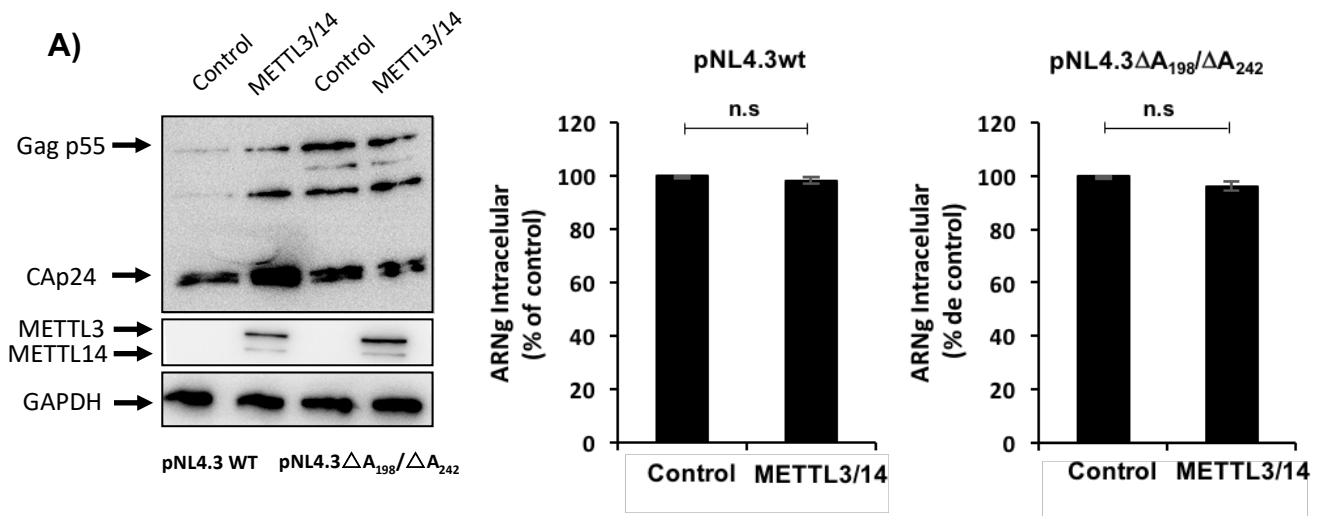 A)
Control
METTL3/14
Control
METTL3/14
Gag p55
CAp24
METTL3
METTL14
GAPDH
pNL4.3 WT
pNL4.3△A₁₉₈/△A₂₄₂
pNL4.3wt
n.s
120
100
80
60
40
20
0
ARNg Intracelular
(% of control)
Control
METTL3/14
pNL4.3ΔA₁₉₈/ΔA₂₄₂
n.s
120
100
80
60
40
20
0
ARNg Intracelular
(% de control)
Control
METTL3/14